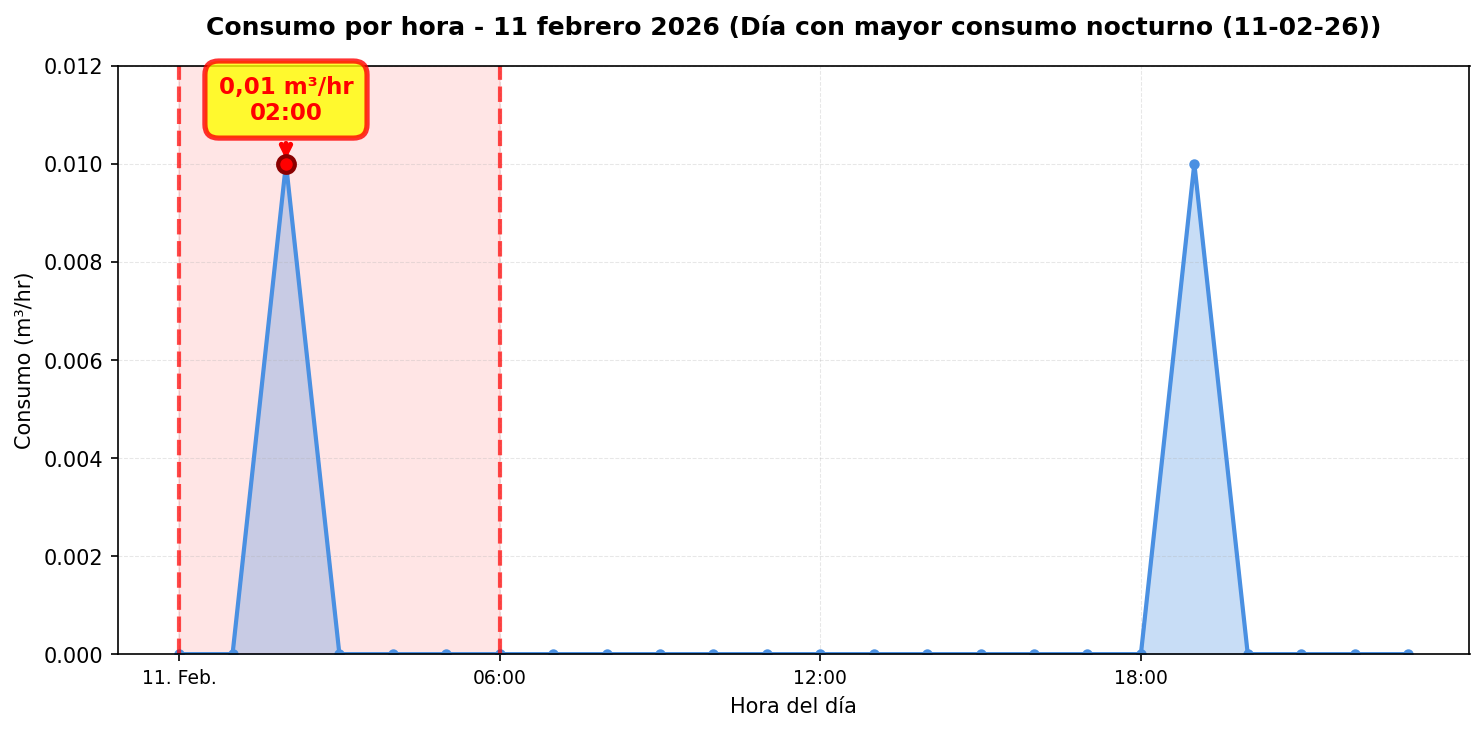 Consumo por hora - 11 febrero 2026 (Día con mayor consumo nocturno (11-02-26))
0,01 m³/hr
02:00
Consumo (m³/hr)
0.012
0.010
0.008
0.006
0.004
0.002
0.000
11. Feb.
06:00
12:00
18:00
Hora del día